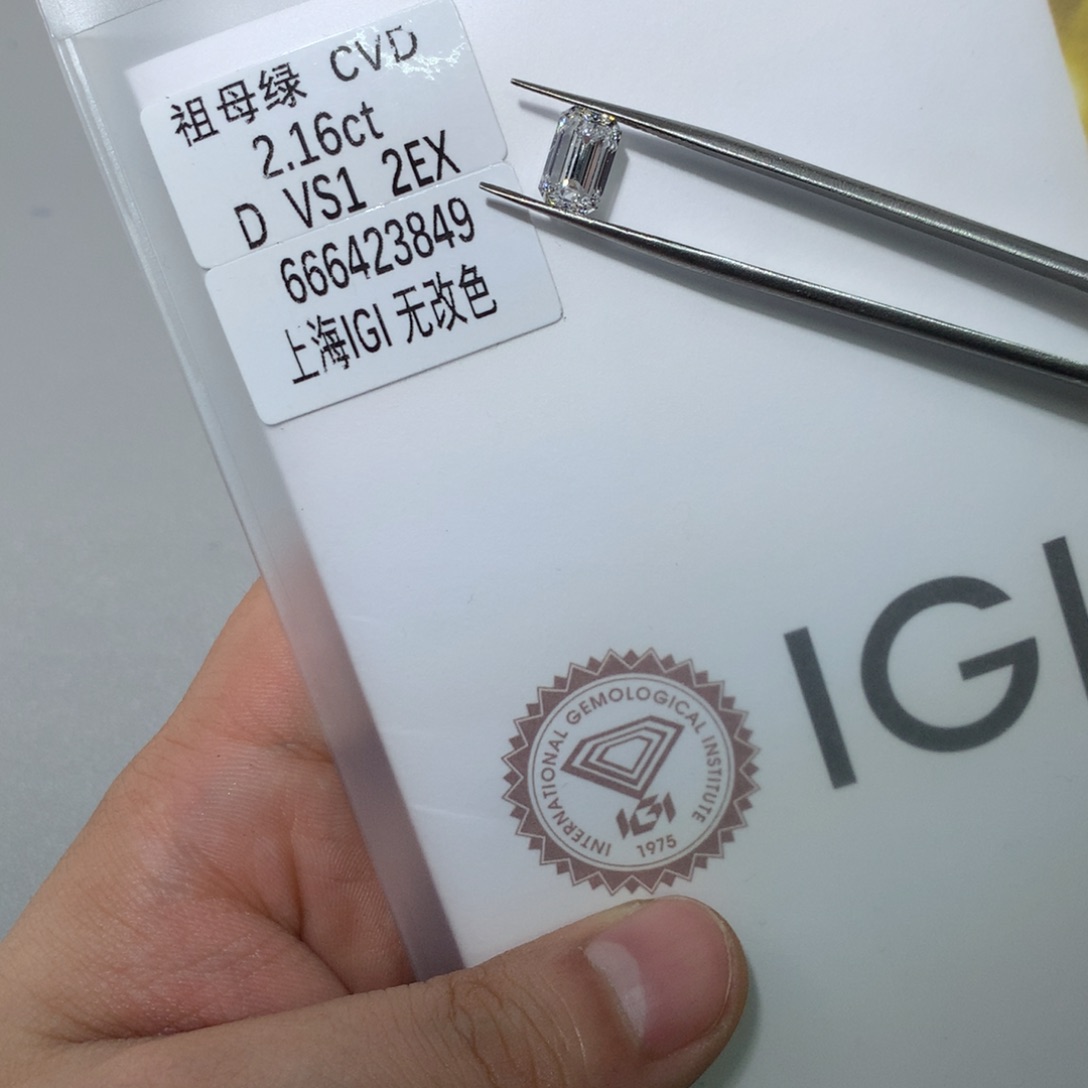 祖母绿 CVD
2.16ct
D VS1 2EX
666423849
上海IGI 无改色
IGI
INTERNATIONAL GEMOLOGICAL INSTITUTE
IGI
1975